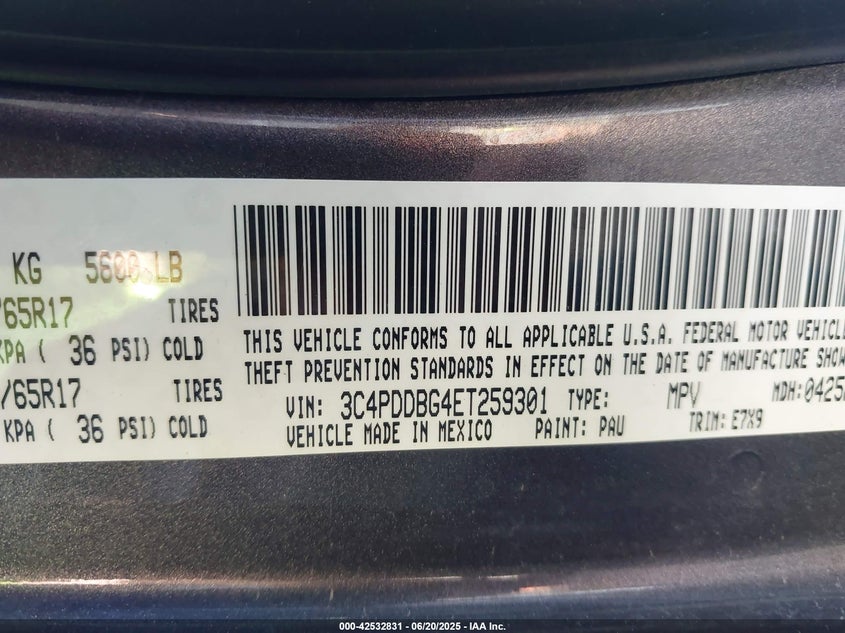 KG 5600 LB
/65R17 TIRES
KPA ( 36 PSI) COLD
/65R17 TIRES
KPA ( 36 PSI) COLD
THIS VEHICLE CONFORMS TO ALL APPLICABLE U.S.A. FEDERAL MOTOR VEHICLE
THEFT PREVENTION STANDARDS IN EFFECT ON THE DATE OF MANUFACTURE SHOW
VIN: 3C4PDDBG4ET259301 TYPE: MPV MDH: 0425
VEHICLE MADE IN MEXICO PAINT: PAU TRIM: E7X9
000-42532831 - 06/20/2025 - IAA Inc.